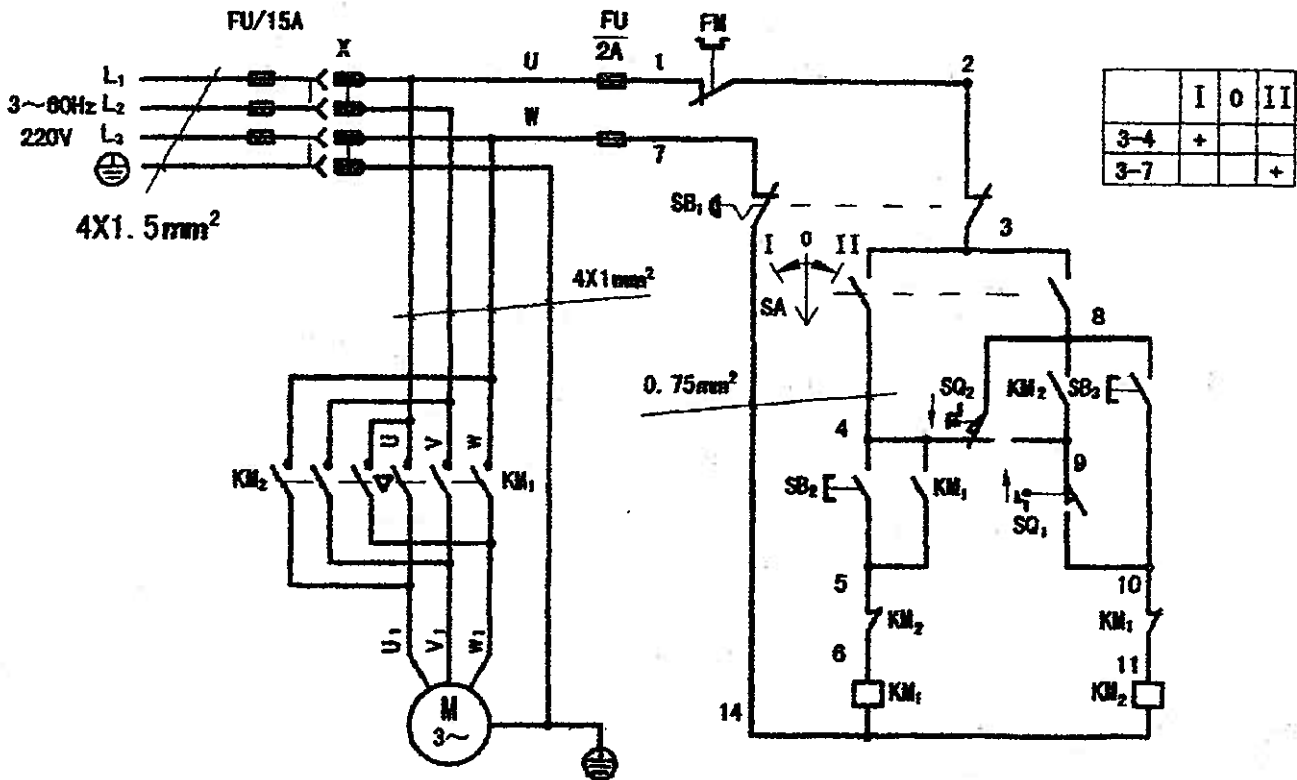 FU/15A
X
FU
2A
FM
U
1
2
L₁
3～60Hz L₂
W
220V L₃
7
4X1.5mm²
I 0 II
3-4 +
3-7 +
SB₁
3
I 0 II
4X1mm²
SA
8
0.75mm²
SQ₂
KM₂
SB₃
4
9
U
V
W
KM₂
KM₁
SB₂
KM₁
SQ₁
5
10
KM₂
KM₁
U₁
V₁
W₁
6
11
KM₁
KM₂
14
M
3～